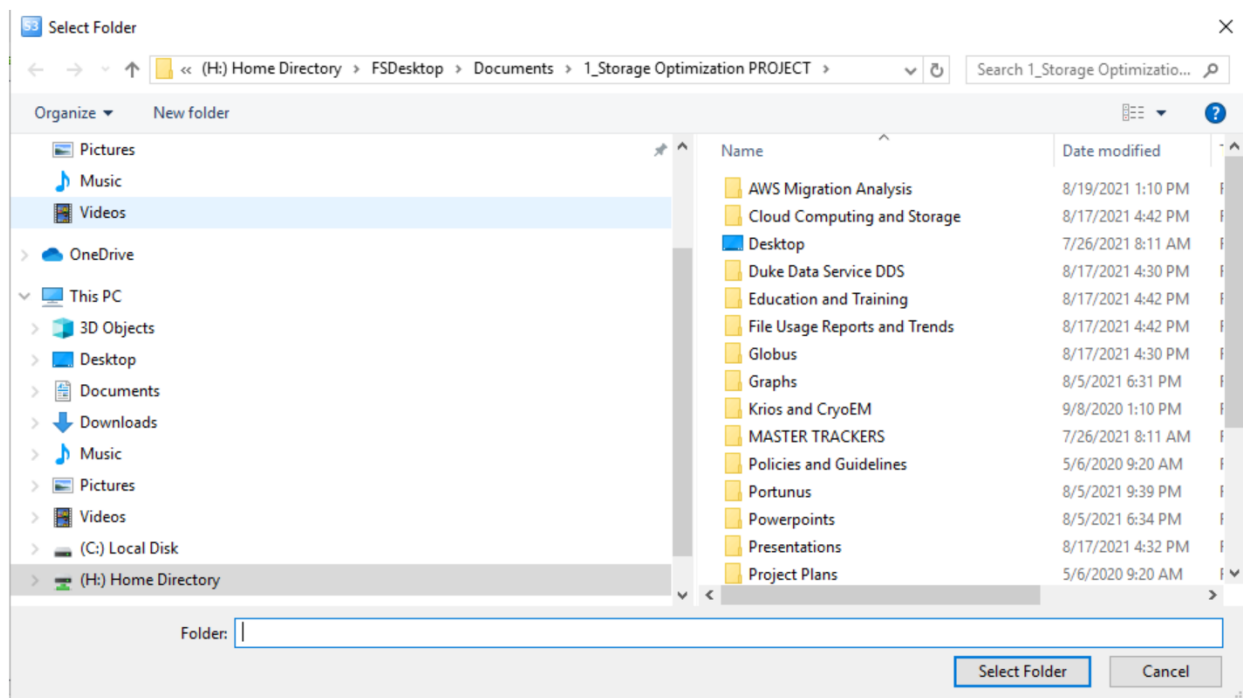 S3 Select Folder
« (H:) Home Directory > FSDesktop > Documents > 1_Storage Optimization PROJECT >
Search 1_Storage Optimizatio...
Organize
New folder
Pictures
Music
Videos
OneDrive
This PC
3D Objects
Desktop
Documents
Downloads
Music
Pictures
Videos
(C:) Local Disk
(H:) Home Directory
Name Date modified
AWS Migration Analysis 8/19/2021 1:10 PM
Cloud Computing and Storage 8/17/2021 4:42 PM
Desktop 7/26/2021 8:11 AM
Duke Data Service DDS 8/17/2021 4:30 PM
Education and Training 8/17/2021 4:42 PM
File Usage Reports and Trends 8/17/2021 4:42 PM
Globus 8/17/2021 4:30 PM
Graphs 8/5/2021 6:31 PM
Krios and CryoEM 9/8/2020 1:10 PM
MASTER TRACKERS 7/26/2021 8:11 AM
Policies and Guidelines 5/6/2020 9:20 AM
Portunus 8/5/2021 9:39 PM
Powerpoints 8/5/2021 6:34 PM
Presentations 8/17/2021 4:32 PM
Project Plans 5/6/2020 9:20 AM
Folder:
Select Folder
Cancel